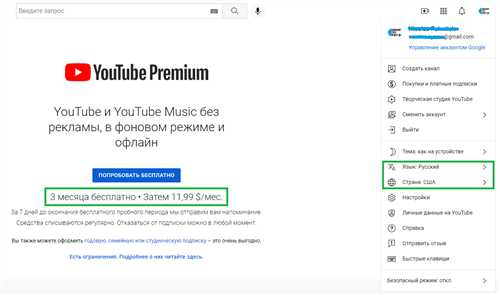 Введите запрос
YouTube Premium
YouTube и YouTube Music без
рекламы, в фоновом режиме и
офлайн
ПОПРОБОВАТЬ БЕСПЛАТНО
3 месяца бесплатно • Затем 11,99 $/мес.
За 7 дней до окончания бесплатного пробного периода мы отправим вам напоминание.
Средства списываются регулярно. Отказаться от подписки можно в любой момент.
Вы также можете оформить годовую, семейную или студенческую подписку – это очень выгодно.
Есть ограничения. Подробнее о них читайте здесь.
@gmail.com
Управление аккаунтом Google
Создать канал
Покупки и платные подписки
Творческая студия YouTube
Сменить аккаунт
Выйти
Тема: как на устройстве
Язык: Русский
Страна: США
Настройки
Личные данные на YouTube
Справка
Отправить отзыв
Быстрые клавиши
Безопасный режим: откл.